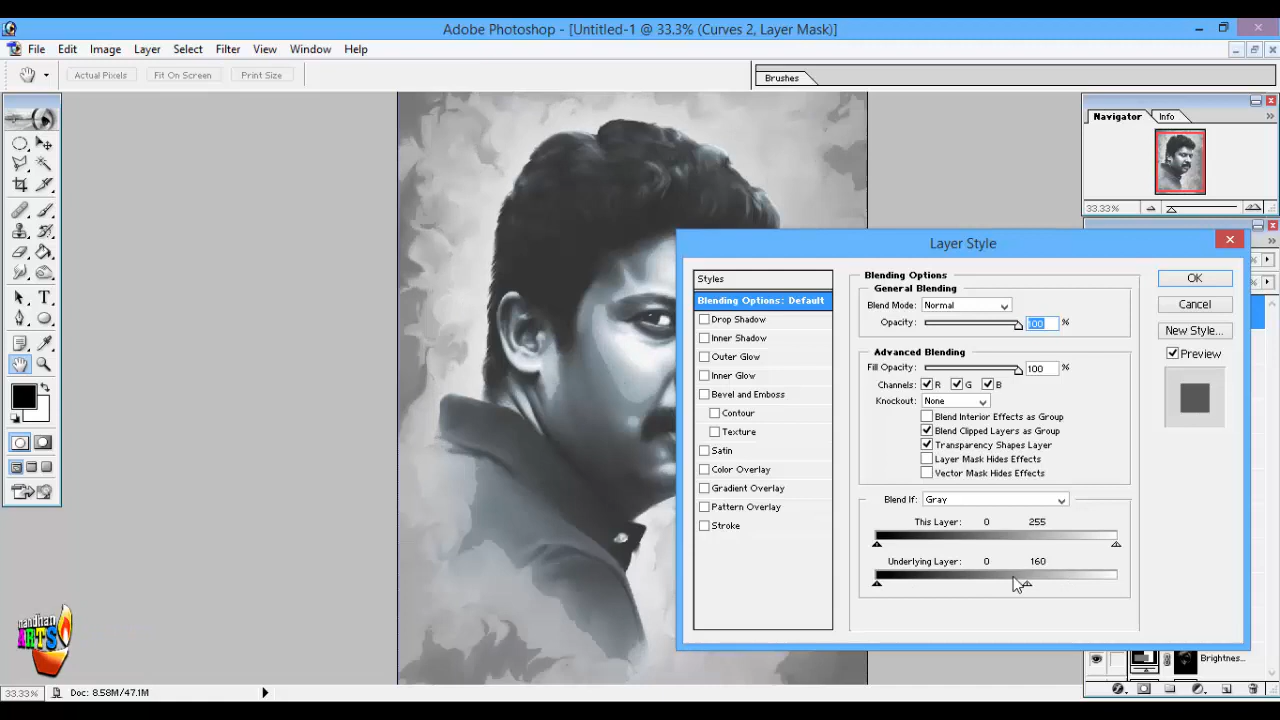 Adobe Photoshop - [Untitled-1 @ 33.3% (Curves 2, Layer Mask)]
File Edit Image Layer Select Filter View Window Help
Actual Pixels Fit On Screen Print Size
Brushes
Navigator Info
33.33%
Layer Style
Styles
Blending Options: Default
Drop Shadow
Inner Shadow
Outer Glow
Inner Glow
Bevel and Emboss
Contour
Texture
Satin
Color Overlay
Gradient Overlay
Pattern Overlay
Stroke
Blending Options
General Blending
Blend Mode: Normal
Opacity: 100 %
Advanced Blending
Fill Opacity: 100 %
Channels: R G B
Knockout: None
Blend Interior Effects as Group
Blend Clipped Layers as Group
Transparency Shapes Layer
Layer Mask Hides Effects
Vector Mask Hides Effects
Blend If: Gray
This Layer: 0 255
Underlying Layer: 0 160
OK
Cancel
New Style...
Preview
% 
%
Brightnes...
nandhan
ARTS
33.33% Doc: 8.58M/47.1M